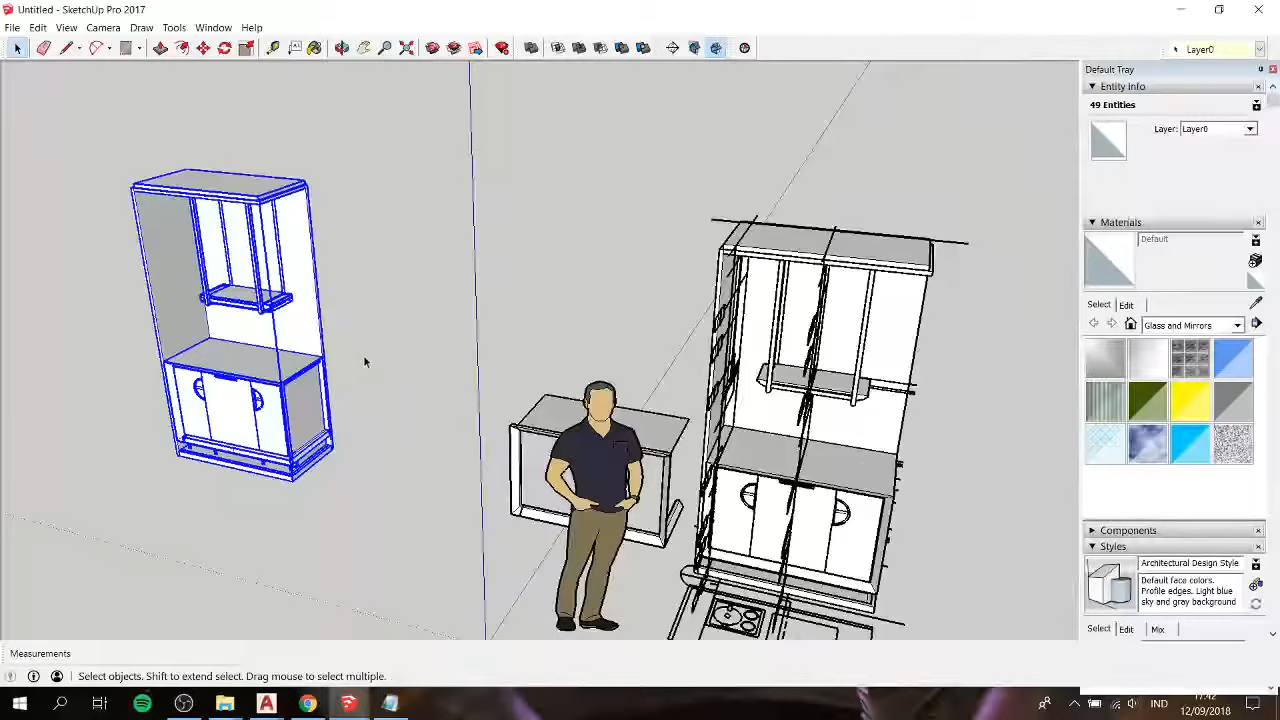 Untitled - SketchUp Pro 2017
File Edit View Camera Draw Tools Window Help
Layer0
Default Tray
Entity Info
49 Entities
Layer: Layer0
Materials
Default
Select Edit
Glass and Mirrors
Components
Styles
Architectural Design Style
Default face colors.
Profile edges. Light blue
sky and gray background
Select Edit Mix
Measurements
Select objects. Shift to extend select. Drag mouse to select multiple.
IND
17:42
12/09/2018